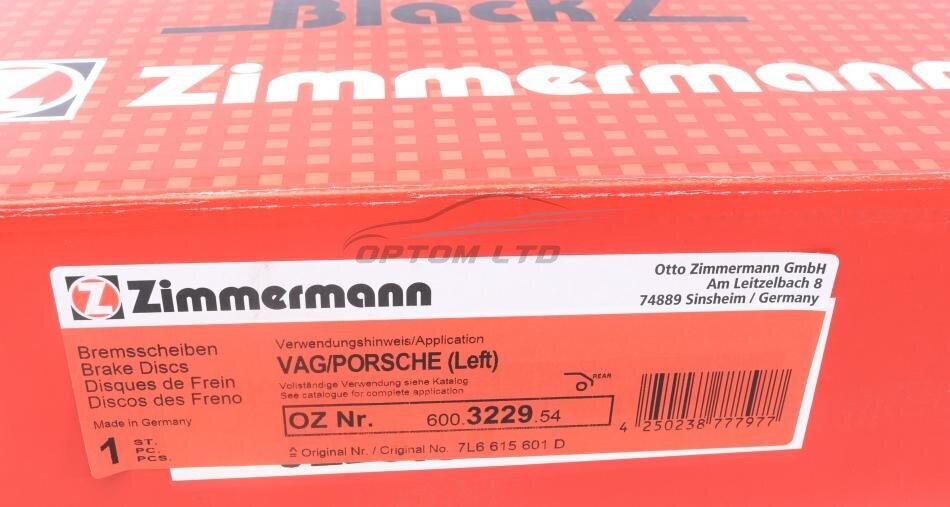 Black Z
Zimmermann
OPTOM LTD
Z Zimmermann
Otto Zimmermann GmbH
Am Leitzelbach 8
74889 Sinsheim / Germany
Bremsscheiben
Brake Discs
Disques de Frein
Discos des Freno
Made in Germany
1 ST.
PC.
PCS.
Verwendungshinweis/Application
VAG/PORSCHE (Left)
Vollständige Verwendung siehe Katalog
See catalogue for complete application
REAR
OZ Nr. 600.3229.54
≙ Original Nr. / Original No. 7L6 615 601 D
4 250238 777977